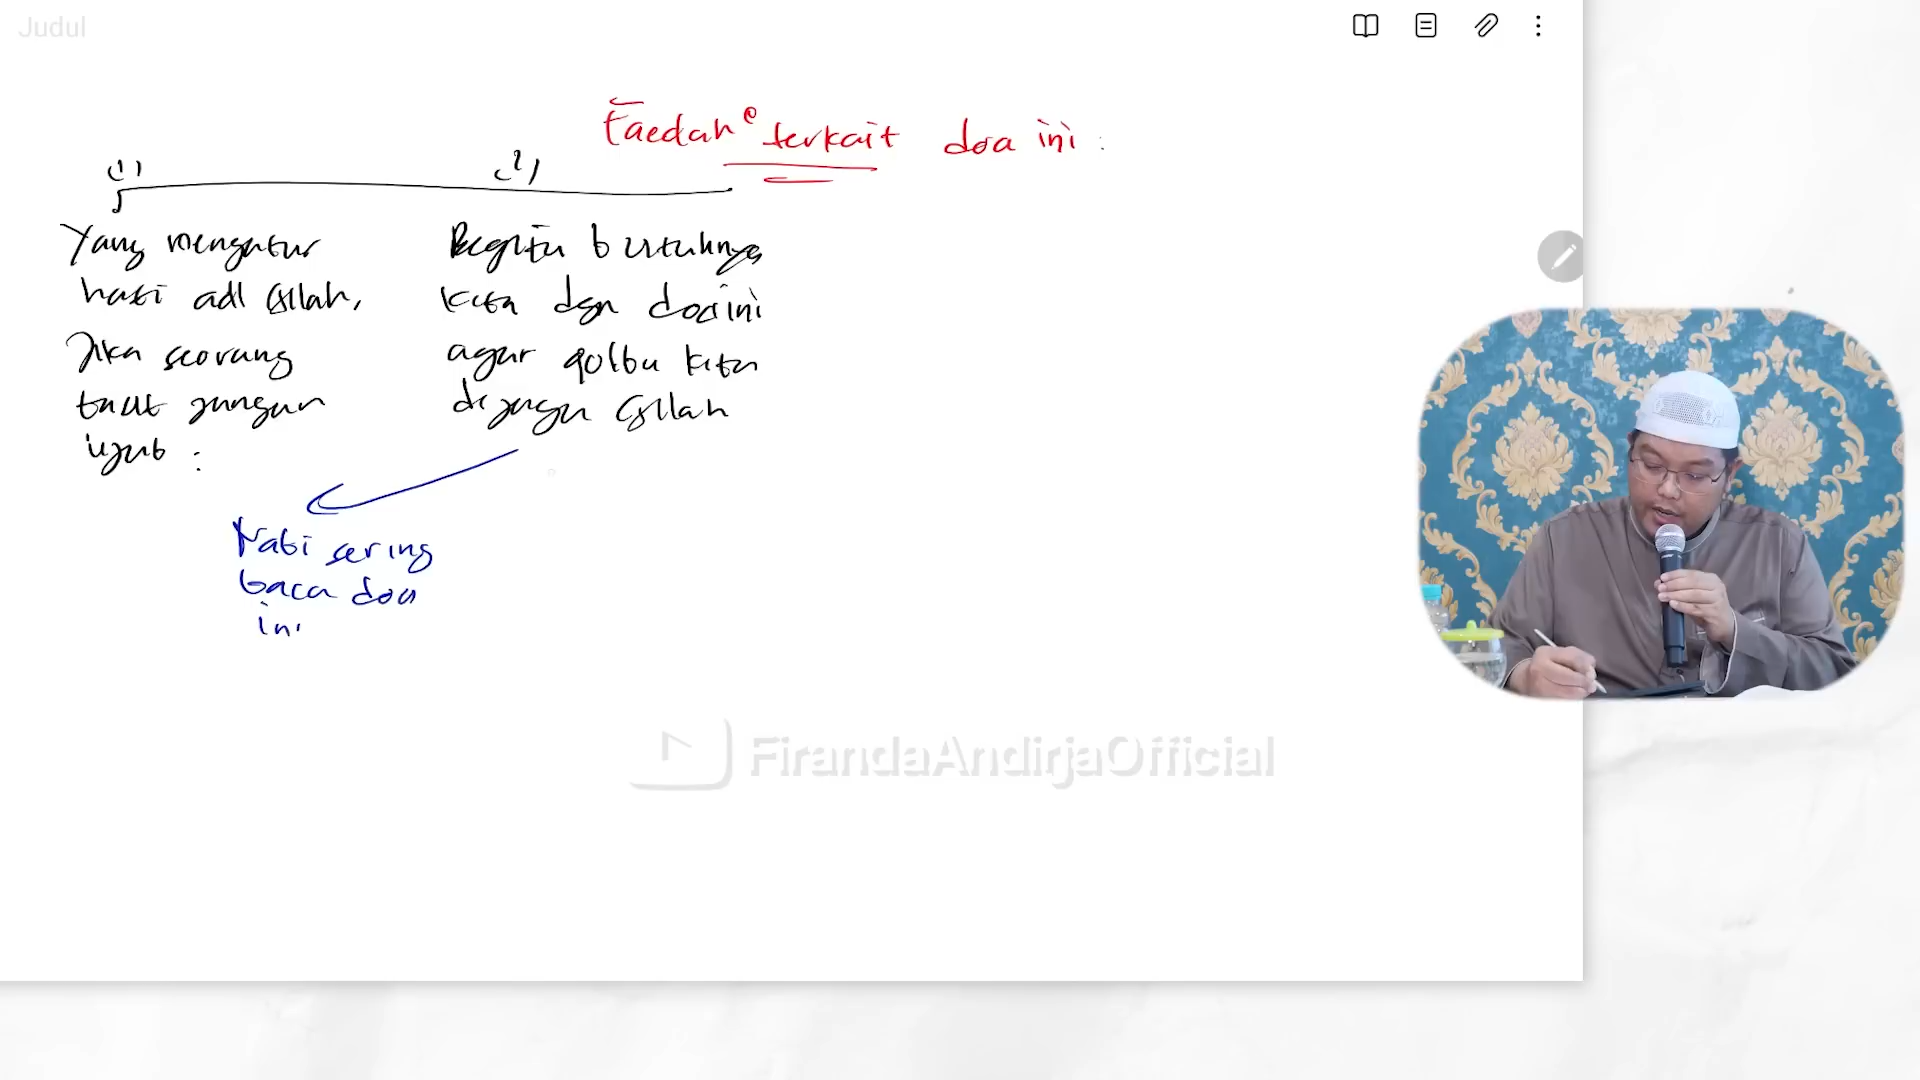 Judul
Faedah² terkait doa ini :
(1)
(2)
Yang mengatur
hati adl Allah,
Jika seorang
taat jangan
ujub :
Begitu butuhnya
kita dgn doa ini
agar qolbu kita
dijaga Allah
Nabi sering
baca doa
ini
FirandaAndirjaOfficial